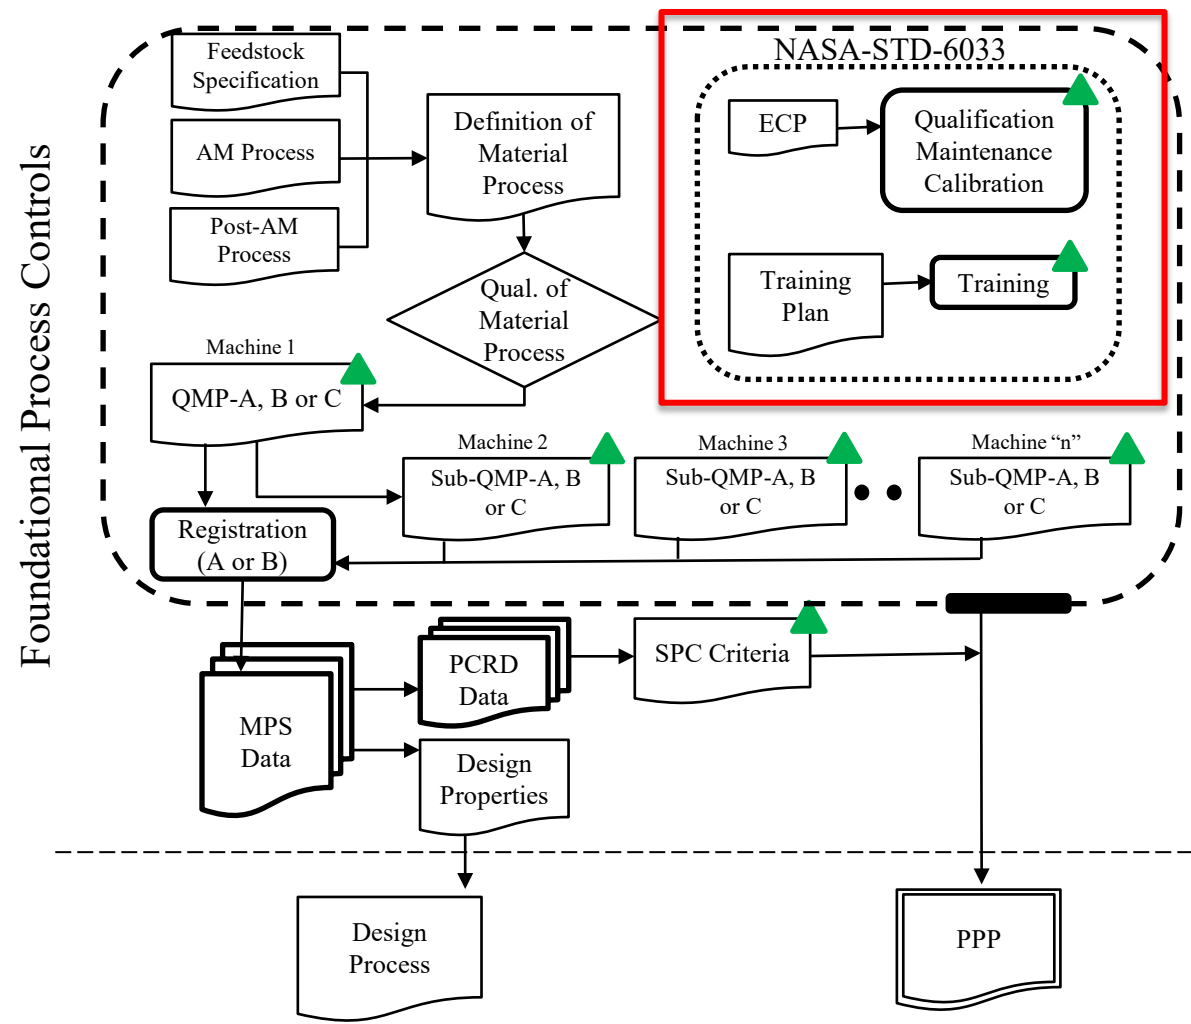 Foundational Process Controls
Feedstock
Specification
AM Process
Post-AM
Process
Definition of
Material
Process
Qual. of
Material
Process
NASA-STD-6033
ECP
Qualification
Maintenance
Calibration
Training
Plan
Training
Machine 1
QMP-A, B or C
Machine 2
Sub-QMP-A, B
or C
Machine 3
Sub-QMP-A, B
or C
Machine “n”
Sub-QMP-A, B
or C
Registration
(A or B)
MPS
Data
PCRD
Data
SPC Criteria
Design
Properties
Design
Process
PPP